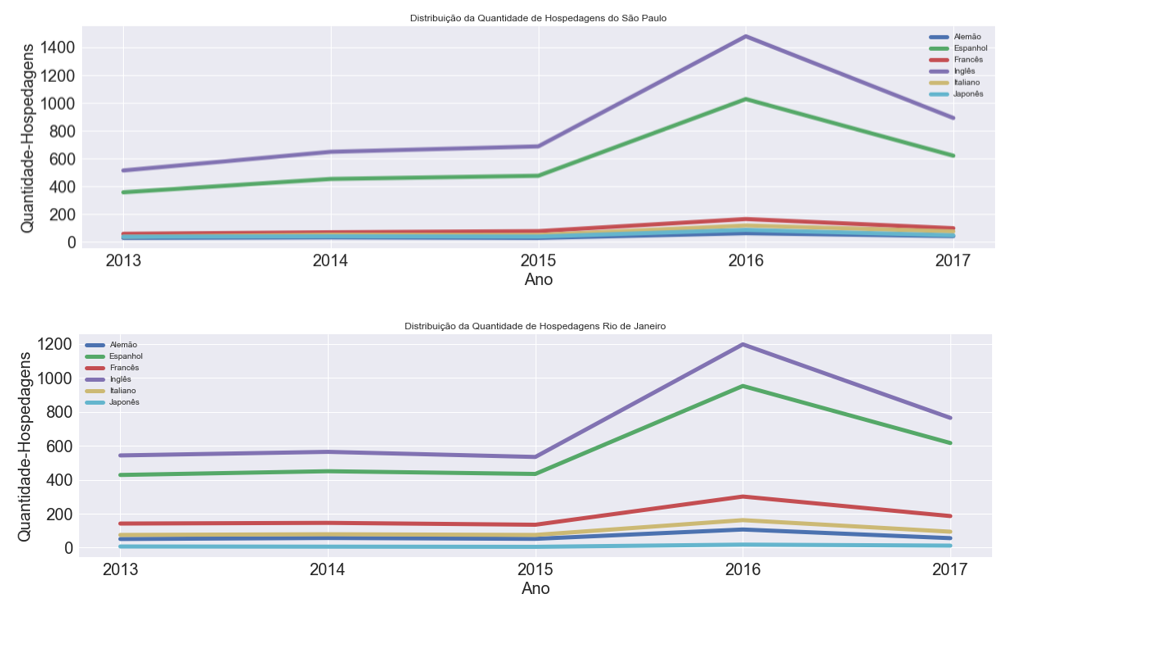 Distribuição da Quantidade de Hospedagens do São Paulo
Quantidade-Hospedagens
1400
1200
1000
800
600
400
200
0
Alemão
Espanhol
Francês
Inglês
Italiano
Japonês
2013 2014 2015 2016 2017
Ano
Distribuição da Quantidade de Hospedagens Rio de Janeiro
Quantidade-Hospedagens
1200
1000
800
600
400
200
0
Alemão
Espanhol
Francês
Inglês
Italiano
Japonês
2013 2014 2015 2016 2017
Ano